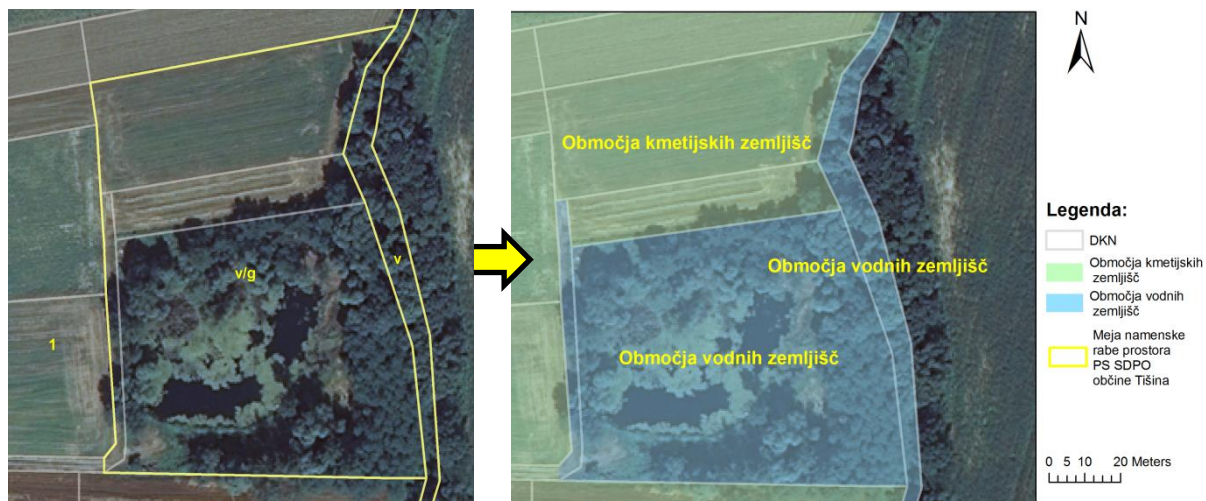 v/g
v
1
Območja kmetijskih zemljišč
Območja vodnih zemljišč
Območja vodnih zemljišč
N
Legenda:
DKN
Območja kmetijskih
zemljišč
Območja vodnih
zemljišč
Meja namenske
rabe prostora
PS SDPO
občine Tišina
0 5 10 20 Meters